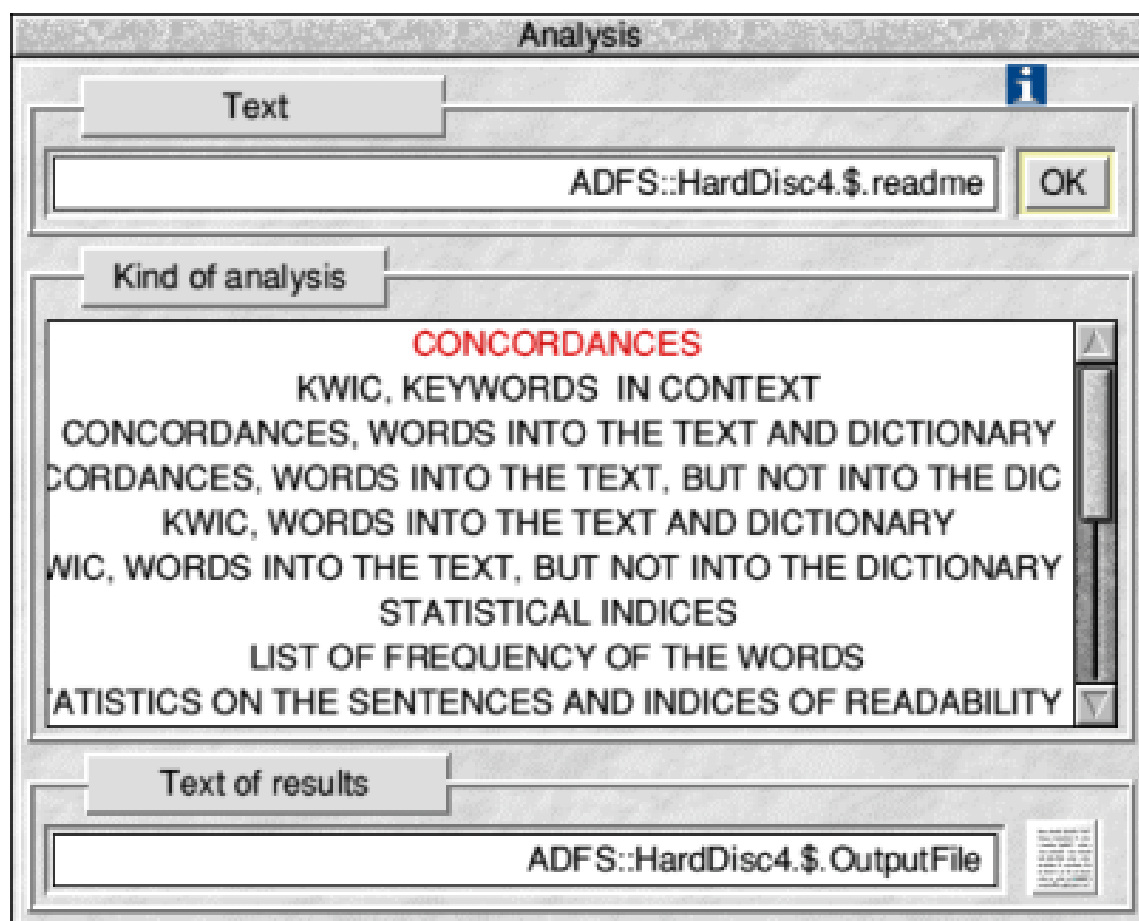 Analysis
i
Text
ADFS::HardDisc4.$.readme
OK
Kind of analysis
CONCORDANCES
KWIC, KEYWORDS  IN CONTEXT
CONCORDANCES, WORDS INTO THE TEXT AND DICTIONARY
CORDANCES, WORDS INTO THE TEXT, BUT NOT INTO THE DIC
KWIC, WORDS INTO THE TEXT AND DICTIONARY
WIC, WORDS INTO THE TEXT, BUT NOT INTO THE DICTIONARY
STATISTICAL INDICES
LIST OF FREQUENCY OF THE WORDS
TATISTICS ON THE SENTENCES AND INDICES OF READABILITY
Text of results
ADFS::HardDisc4.$.OutputFile